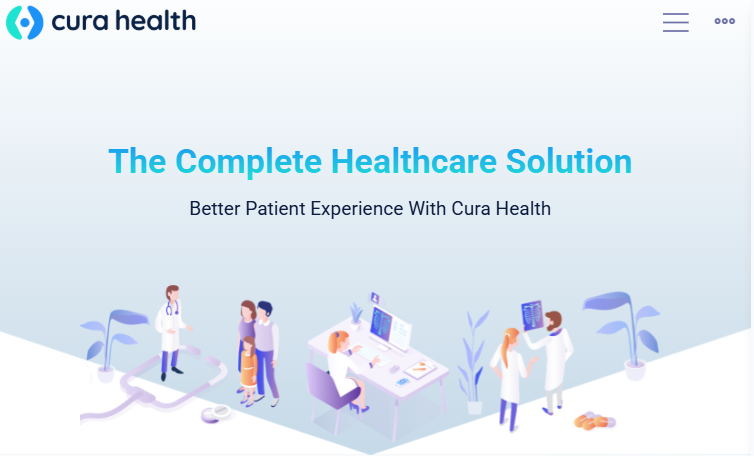 cura health
The Complete Healthcare Solution
Better Patient Experience With Cura Health